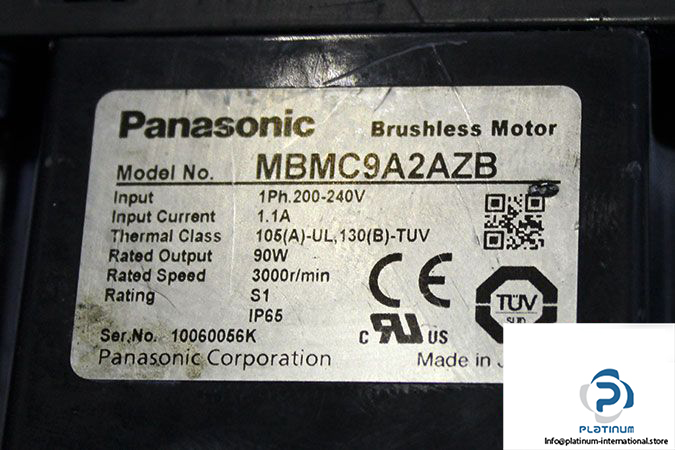 Panasonic Brushless Motor
Model No. MBMC9A2AZB
Input 1Ph.200-240V
Input Current 1.1A
Thermal Class 105(A)-UL,130(B)-TUV
Rated Output 90W
Rated Speed 3000r/min
Rating S1
IP65
CE
TÜV
SÜD
C UR US
Ser.No. 10060056K
Panasonic Corporation Made in
PLATINUM
Info@platinum-international.store